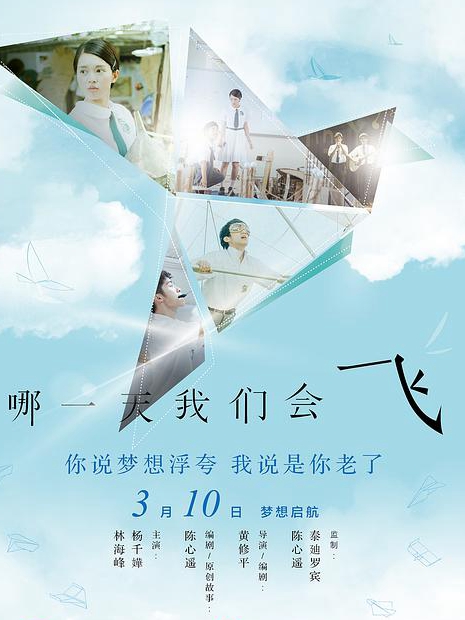 哪一天我们会飞
你说梦想浮夸 我说是你老了
3月10日 梦想启航
监制：
泰迪罗宾
陈心遥
导演/编剧：
黄修平
编剧/原创故事：
陈心遥
主演：
杨千嬅
林海峰